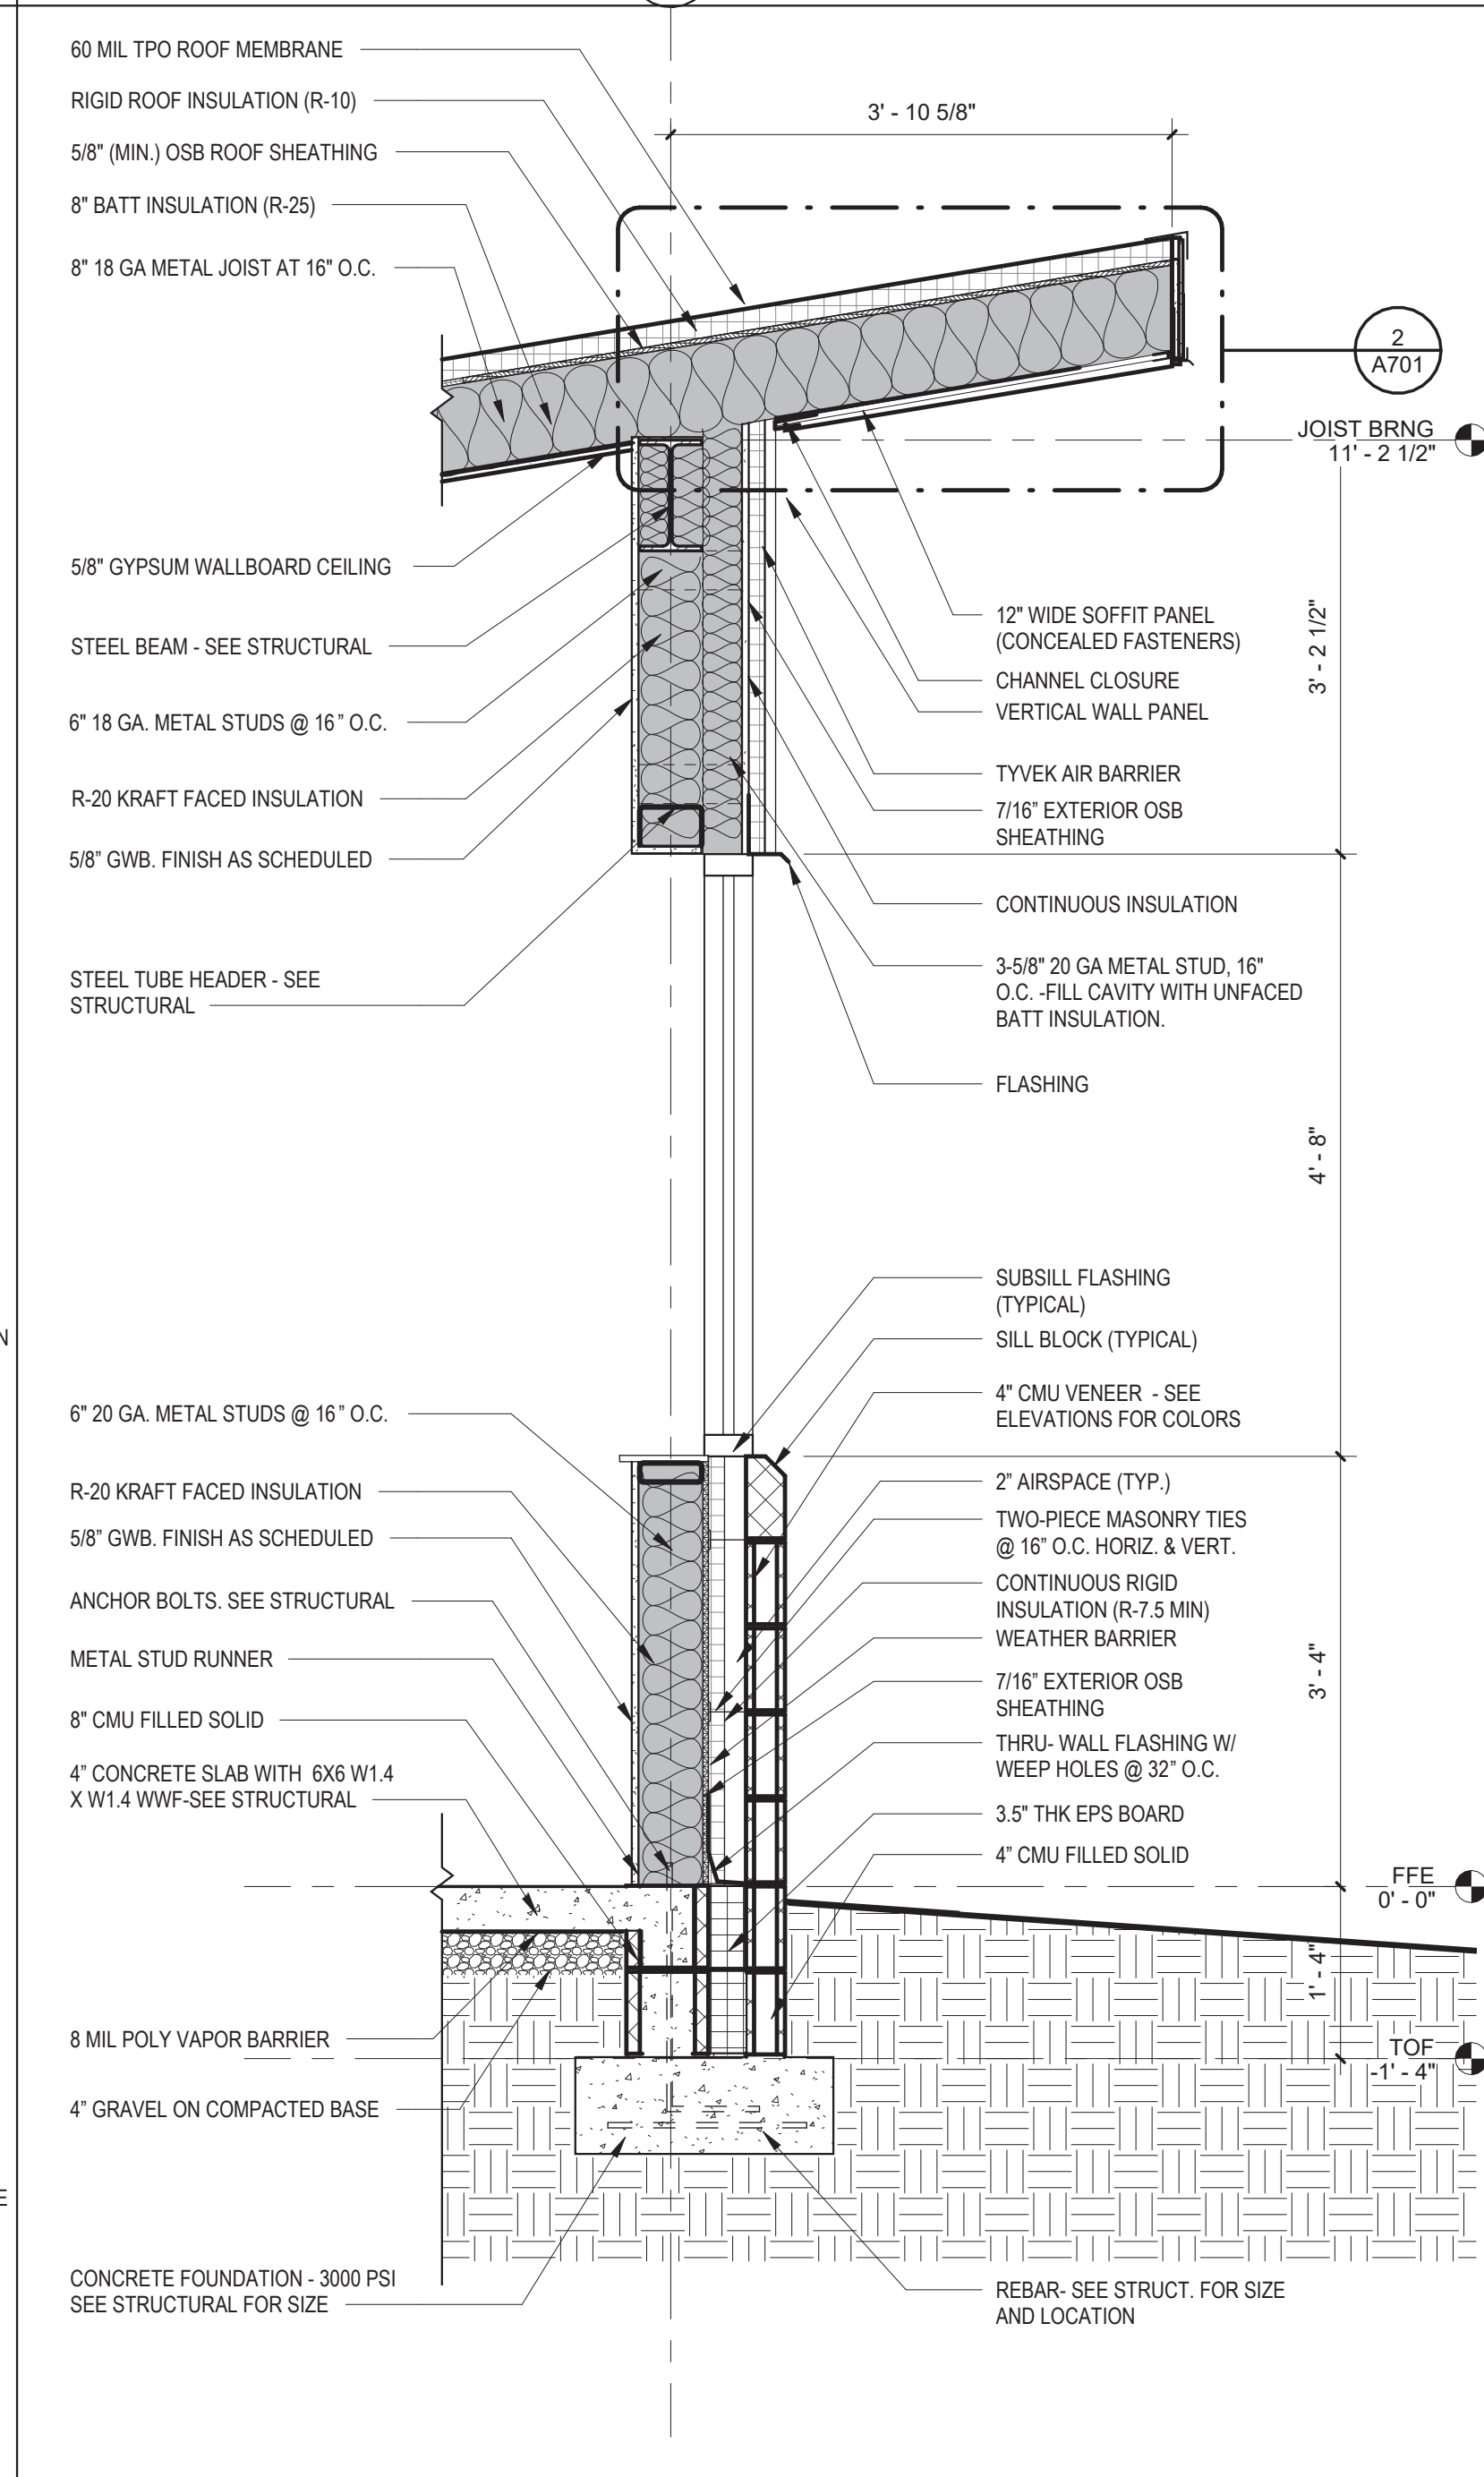 60 MIL TPO ROOF MEMBRANE
RIGID ROOF INSULATION (R-10)
5/8" (MIN.) OSB ROOF SHEATHING
8" BATT INSULATION (R-25)
8" 18 GA METAL JOIST AT 16" O.C.
3' - 10 5/8"
2
A701
JOIST BRNG
11' - 2 1/2"
5/8" GYPSUM WALLBOARD CEILING
STEEL BEAM - SEE STRUCTURAL
6" 18 GA. METAL STUDS @ 16" O.C.
R-20 KRAFT FACED INSULATION
5/8" GWB. FINISH AS SCHEDULED
STEEL TUBE HEADER - SEE
STRUCTURAL
12" WIDE SOFFIT PANEL
(CONCEALED FASTENERS)
CHANNEL CLOSURE
VERTICAL WALL PANEL
TYVEK AIR BARRIER
7/16" EXTERIOR OSB
SHEATHING
CONTINUOUS INSULATION
3-5/8" 20 GA METAL STUD, 16"
O.C. -FILL CAVITY WITH UNFACED
BATT INSULATION.
FLASHING
3' - 2 1/2"
4' - 8"
N
6" 20 GA. METAL STUDS @ 16" O.C.
R-20 KRAFT FACED INSULATION
5/8" GWB. FINISH AS SCHEDULED
ANCHOR BOLTS. SEE STRUCTURAL
METAL STUD RUNNER
8" CMU FILLED SOLID
4" CONCRETE SLAB WITH 6X6 W1.4
X W1.4 WWF-SEE STRUCTURAL
SUBSILL FLASHING
(TYPICAL)
SILL BLOCK (TYPICAL)
4" CMU VENEER - SEE
ELEVATIONS FOR COLORS
2" AIRSPACE (TYP.)
TWO-PIECE MASONRY TIES
@ 16" O.C. HORIZ. & VERT.
CONTINUOUS RIGID
INSULATION (R-7.5 MIN)
WEATHER BARRIER
7/16" EXTERIOR OSB
SHEATHING
THRU- WALL FLASHING W/
WEEP HOLES @ 32" O.C.
3.5" THK EPS BOARD
4" CMU FILLED SOLID
3' - 4"
FFE
0' - 0"
1' - 4"
TOF
-1' - 4"
8 MIL POLY VAPOR BARRIER
4" GRAVEL ON COMPACTED BASE
E
CONCRETE FOUNDATION - 3000 PSI
SEE STRUCTURAL FOR SIZE
REBAR- SEE STRUCT. FOR SIZE
AND LOCATION